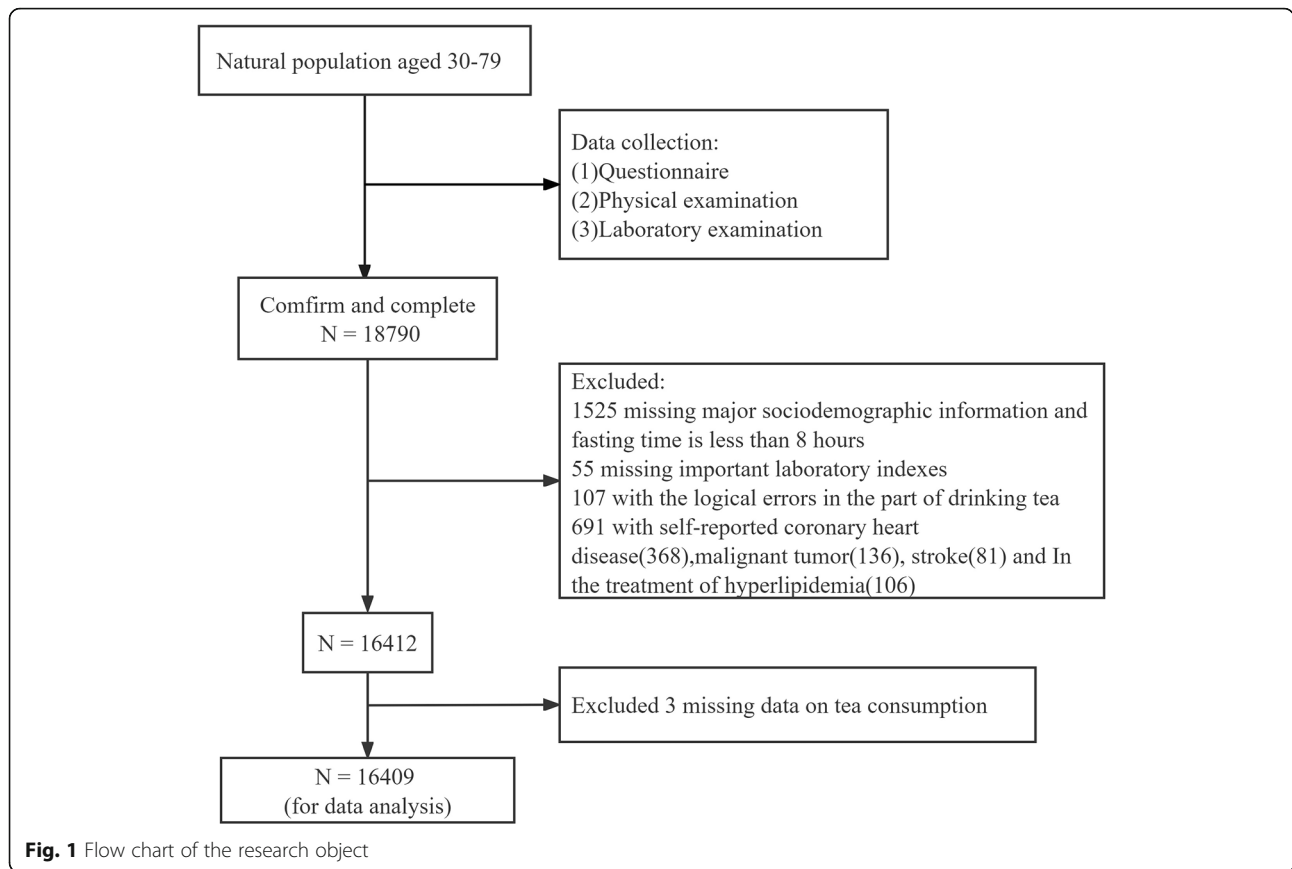 Natural population aged 30-79
Data collection:
(1)Questionnaire
(2)Physical examination
(3)Laboratory examination
Comfirm and complete
N = 18790
Excluded:
1525 missing major sociodemographic information and
fasting time is less than 8 hours
55 missing important laboratory indexes
107 with the logical errors in the part of drinking tea
691 with self-reported coronary heart
disease(368),malignant tumor(136), stroke(81) and In
the treatment of hyperlipidemia(106)
N = 16412
Excluded 3 missing data on tea consumption
N = 16409
(for data analysis)
Fig. 1 Flow chart of the research object